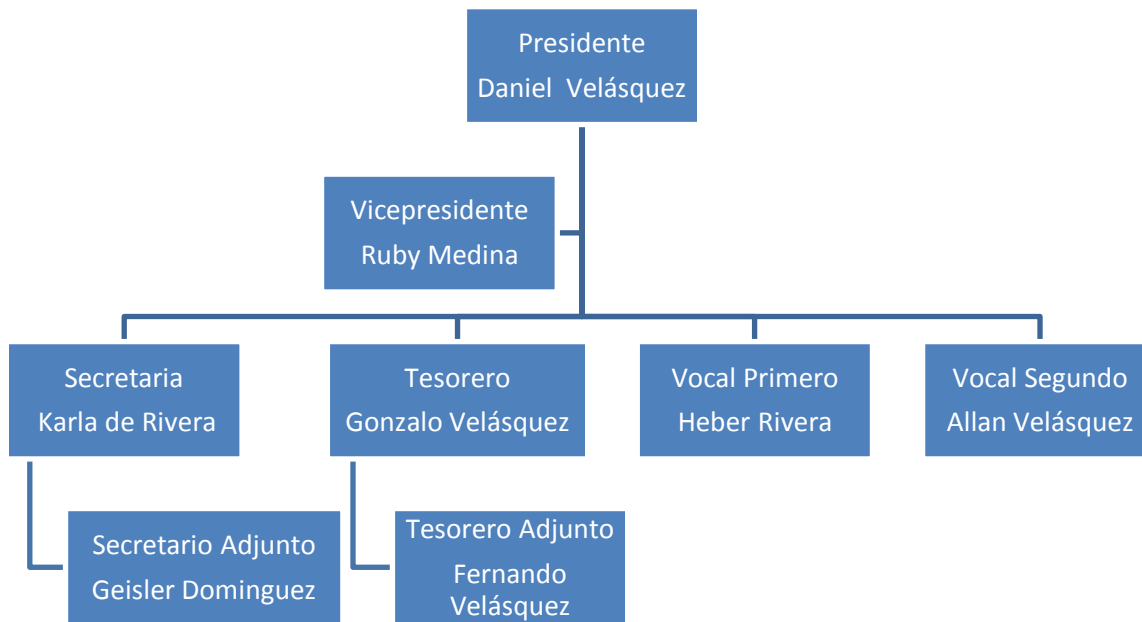 Presidente
Daniel Velásquez
Vicepresidente
Ruby Medina
Secretaria
Karla de Rivera
Tesorero
Gonzalo Velásquez
Vocal Primero
Heber Rivera
Vocal Segundo
Allan Velásquez
Secretario Adjunto
Geisler Dominguez
Tesorero Adjunto
Fernando
Velásquez